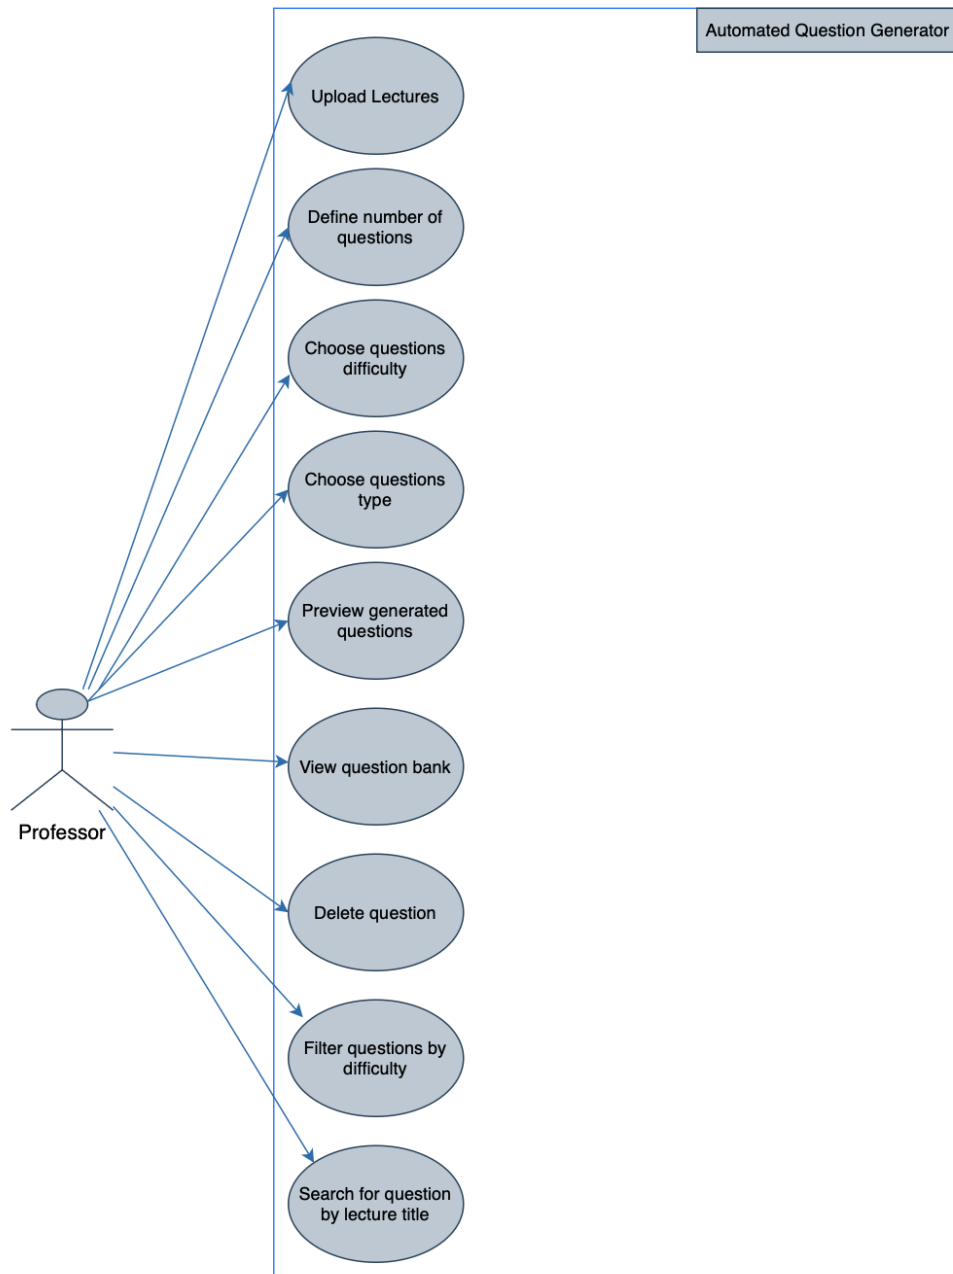 Automated Question Generator
Upload Lectures
Define number of
questions
Choose questions
difficulty
Choose questions
type
Preview generated
questions
View question bank
Professor
Delete question
Filter questions by
difficulty
Search for question
by lecture title